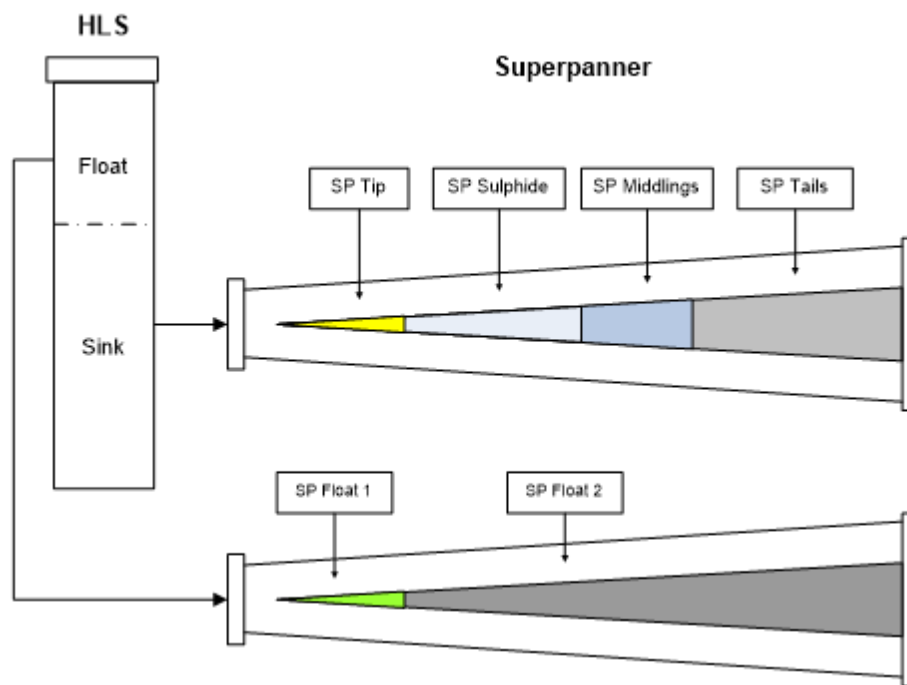 HLS
Superpanner
Float
Sink
SP Tip
SP Sulphide
SP Middlings
SP Tails
SP Float 1
SP Float 2